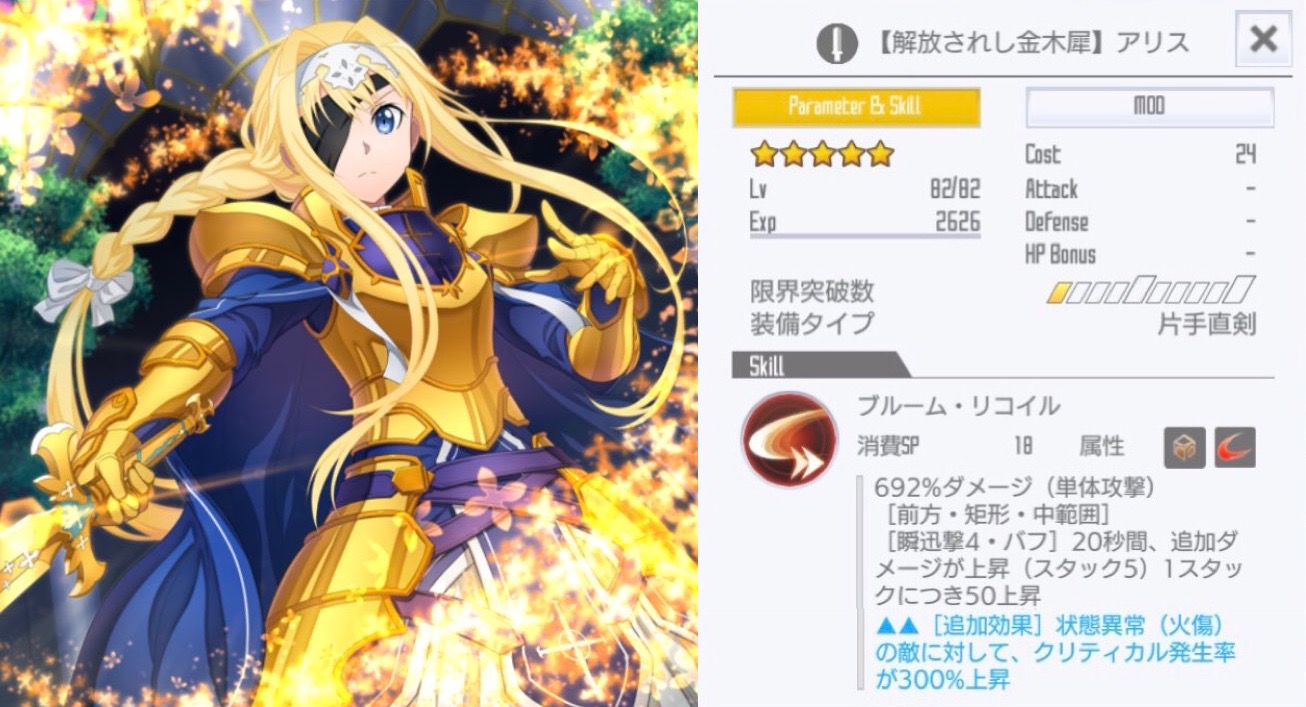 【解放されし金木犀】アリス
Parameter & Skill
MOD
Lv 82/82
Exp 2626
Cost 24
Attack -
Defense -
HP Bonus -
限界突破数
装備タイプ 片手直剣
Skill
ブルーム・リコイル
消費SP 18 属性
692%ダメージ（単体攻撃）
［前方・矩形・中範囲］
［瞬迅撃4・バフ］20秒間、追加ダ
メージが上昇（スタック5）1スタッ
クにつき50上昇
▲▲［追加効果］状態異常（火傷）
の敵に対して、クリティカル発生率
が300%上昇